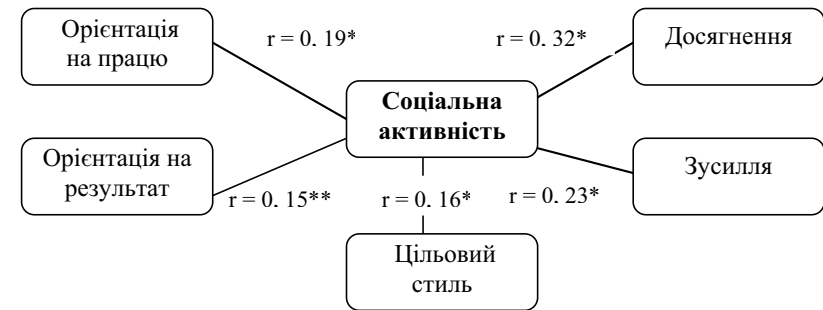 Орієнтація
на працю
r = 0, 19*
r = 0, 32*
Досягнення
Соціальна
активність
Орієнтація на
результат
Зусилля
r = 0, 15**
r = 0, 16*
r = 0, 23*
Цільовий
стиль